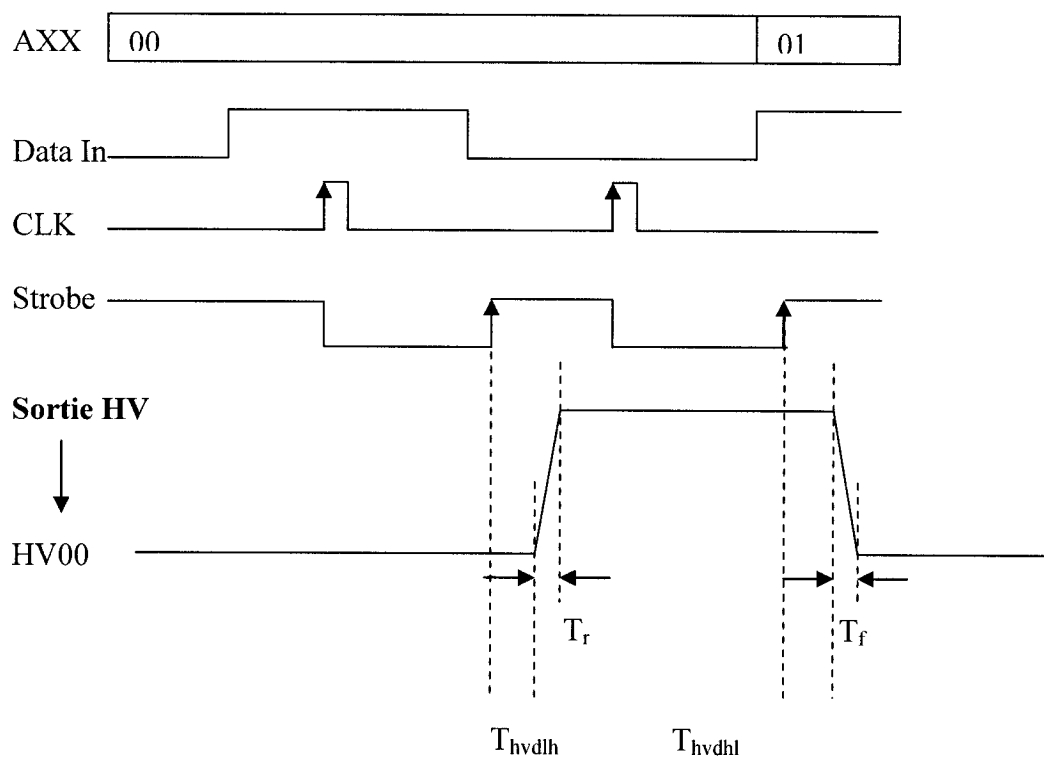 AXX 00 01
Data In
CLK
Strobe
Sortie HV
HV00
Tr Tf
Thvdlh Thvdhl